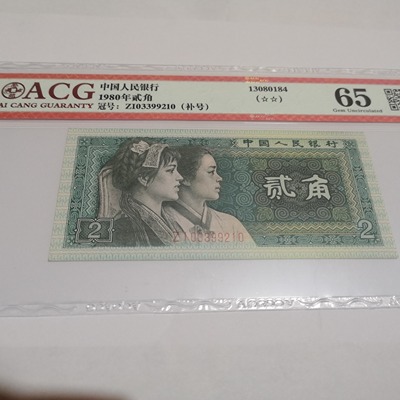 ACG
AI CANG GUARANTY
中国人民银行
1980年贰角
冠号: ZI03399210 (补号)
13080184
(☆☆)
65
Gem Uncirculated
中国人民银行
贰角
ZI03399210
2
2